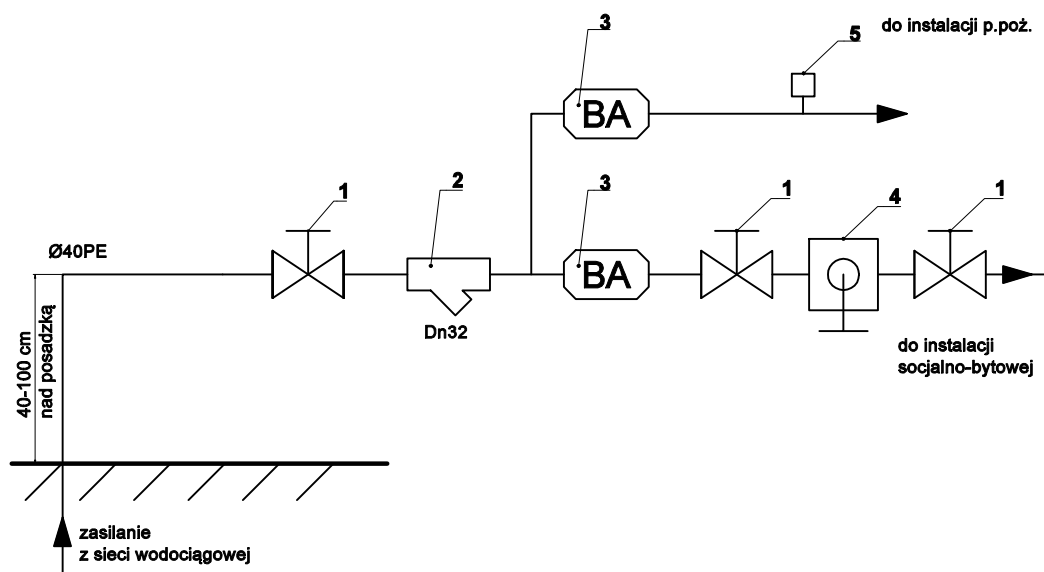 3
5
do instalacji p.poż.
BA
1
2
3
1
4
1
Ø40PE
BA
Dn32
40-100 cm
nad posadzką
do instalacji
socjalno-bytowej
zasilanie
z sieci wodociągowej